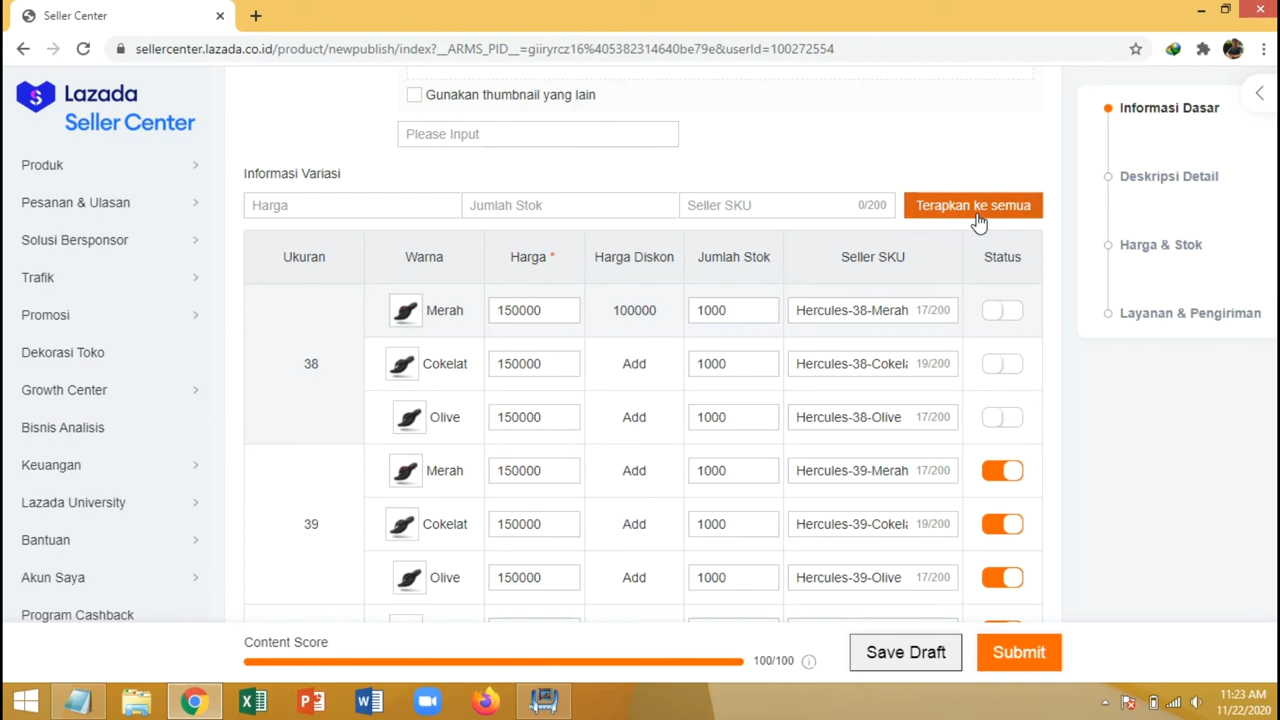 Seller Center
sellercenter.lazada.co.id/product/newpublish/index?__ARMS_PID__=giiryrcz16%405382314640be79e&userId=100272554
Lazada
Seller Center
Produk
Pesanan & Ulasan
Solusi Bersponsor
Trafik
Promosi
Dekorasi Toko
Growth Center
Bisnis Analisis
Keuangan
Lazada University
Bantuan
Akun Saya
Program Cashback
Gunakan thumbnail yang lain
Please Input
Informasi Variasi
Harga Jumlah Stok Seller SKU 0/200 Terapkan ke semua
Ukuran Warna Harga * Harga Diskon Jumlah Stok Seller SKU Status
38
Merah 150000 100000 1000 Hercules-38-Merah 17/200
Cokelat 150000 Add 1000 Hercules-38-Cokela 19/200
Olive 150000 Add 1000 Hercules-38-Olive 17/200
39
Merah 150000 Add 1000 Hercules-39-Merah 17/200
Cokelat 150000 Add 1000 Hercules-39-Cokela 19/200
Olive 150000 Add 1000 Hercules-39-Olive 17/200
Informasi Dasar
Deskripsi Detail
Harga & Stok
Layanan & Pengiriman
Content Score
100/100
Save Draft
Submit
11:23 AM
11/22/2020